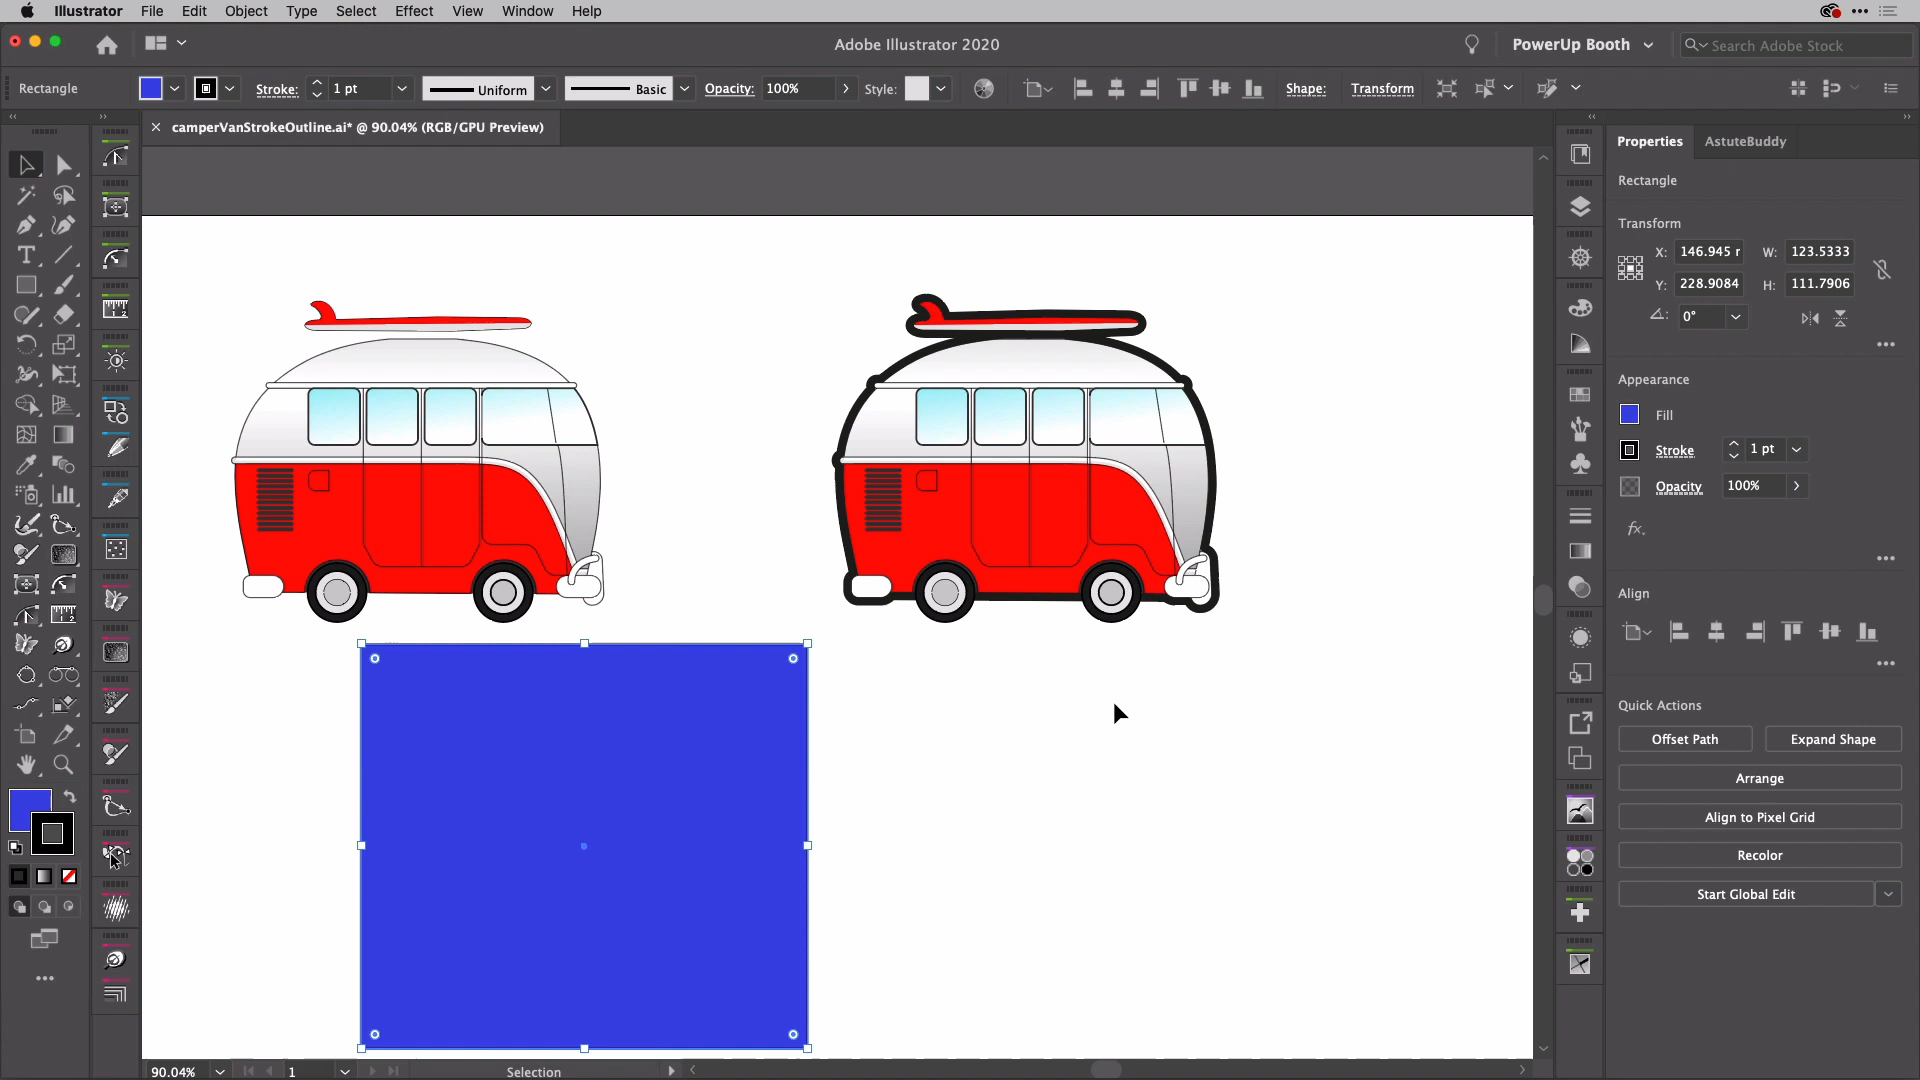 Illustrator File Edit Object Type Select Effect View Window Help
Adobe Illustrator 2020
PowerUp Booth
Search Adobe Stock
Rectangle
Stroke: 1 pt
Uniform
Basic
Opacity: 100%
Style:
Shape:
Transform
camperVanStrokeOutline.ai* @ 90.04% (RGB/GPU Preview)
Properties AstuteBuddy
Rectangle
Transform
X: 146.945 r W: 123.5333
Y: 228.9084 H: 111.7906
0°
Appearance
Fill
Stroke 1 pt
Opacity 100%
fx.
Align
Quick Actions
Offset Path Expand Shape
Arrange
Align to Pixel Grid
Recolor
Start Global Edit
90.04% 1 Selection